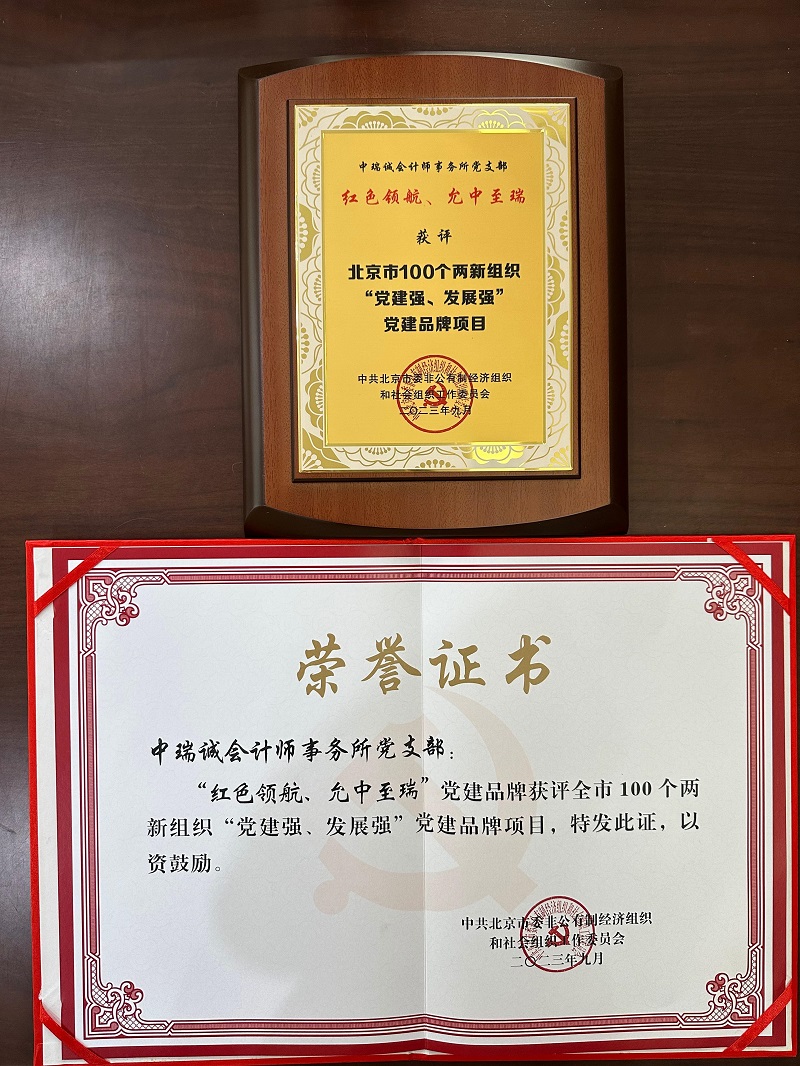 中瑞诚会计师事务所党支部
红色领航、允中至瑞
获评
北京市100个两新组织
“党建强、发展强”
党建品牌项目
中共北京市委非公有制经济组织
和社会组织工作委员会
二〇二三年九月
荣誉证书
中瑞诚会计师事务所党支部：
“红色领航、允中至瑞”党建品牌获评全市100个两
新组织“党建强、发展强”党建品牌项目，特发此证，以
资鼓励。
中共北京市委非公有制经济组织
和社会组织工作委员会
二〇二三年九月